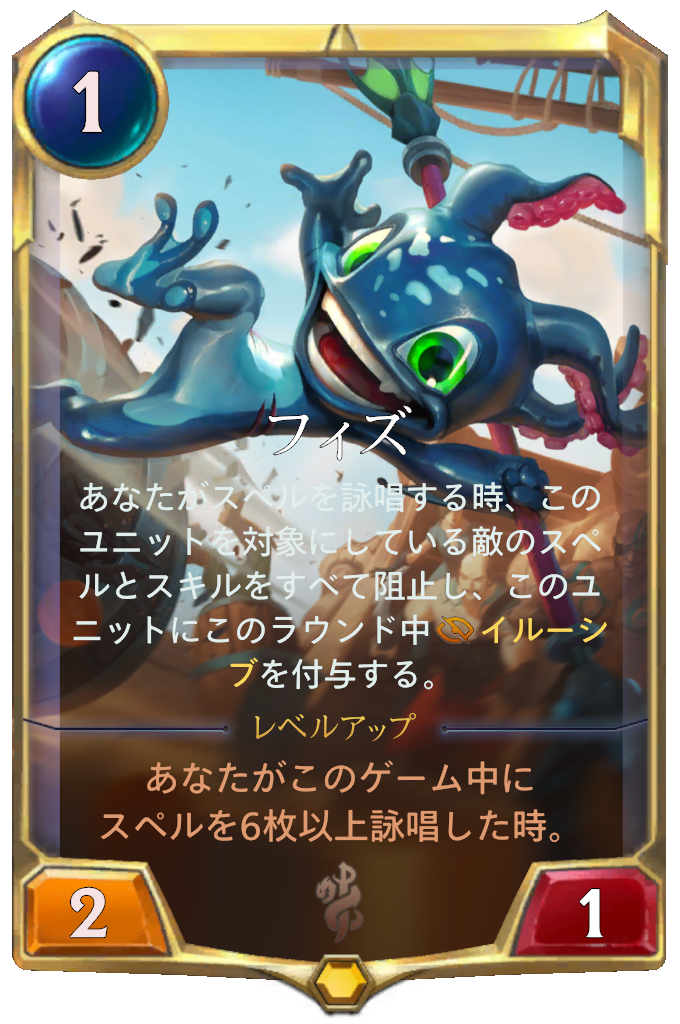 1
フィズ
あなたがスペルを詠唱する時、この
ユニットを対象にしている敵のスペ
ルとスキルをすべて阻止し、このユ
ニットにこのラウンド中イルーシ
ブを付与する。
レベルアップ
あなたがこのゲーム中に
スペルを6枚以上詠唱した時。
2
1